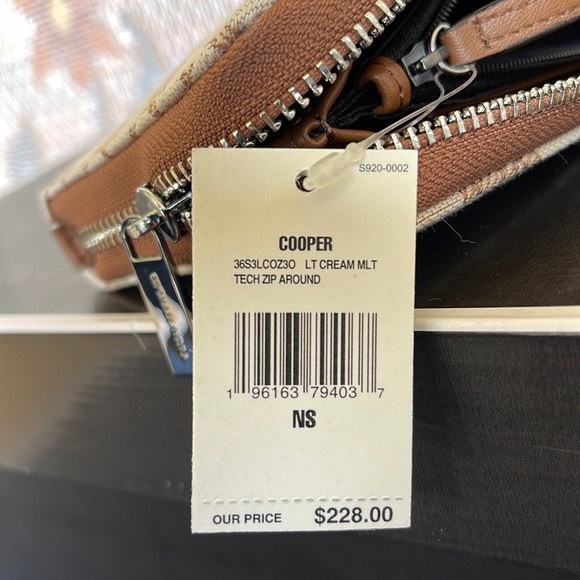 S920-0002
COOPER
36S3LCOZ3O LT CREAM MLT
TECH ZIP AROUND
1 96163 79403 7
NS
OUR PRICE $228.00